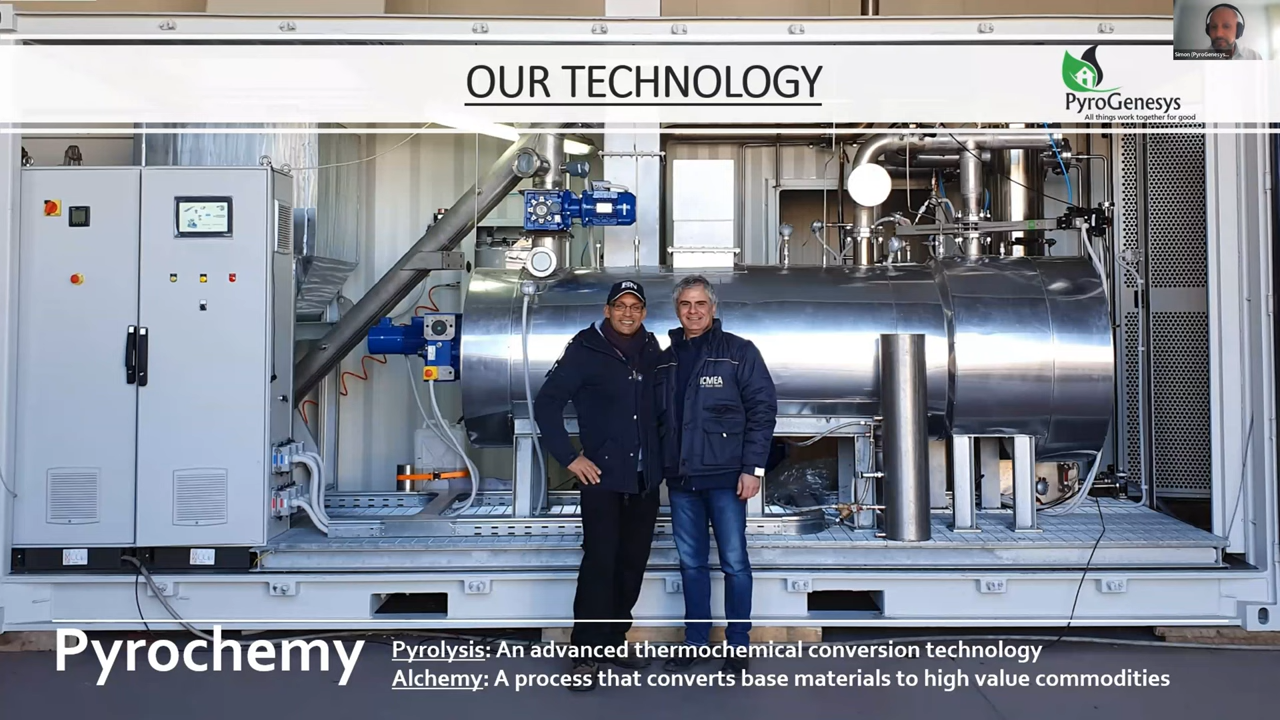 OUR TECHNOLOGY
PyroGenesys
All things work together for good
Simon (PyroGenesys...
ICMEA
Pyrochemy
Pyrolysis: An advanced thermochemical conversion technology
Alchemy: A process that converts base materials to high value commodities